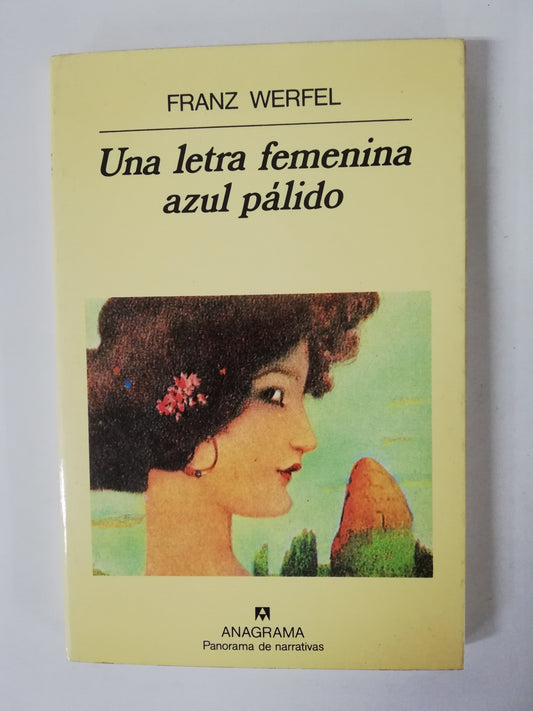 FRANZ WERFEL
Una letra femenina
azul pálido
ANAGRAMA
Panorama de narrativas